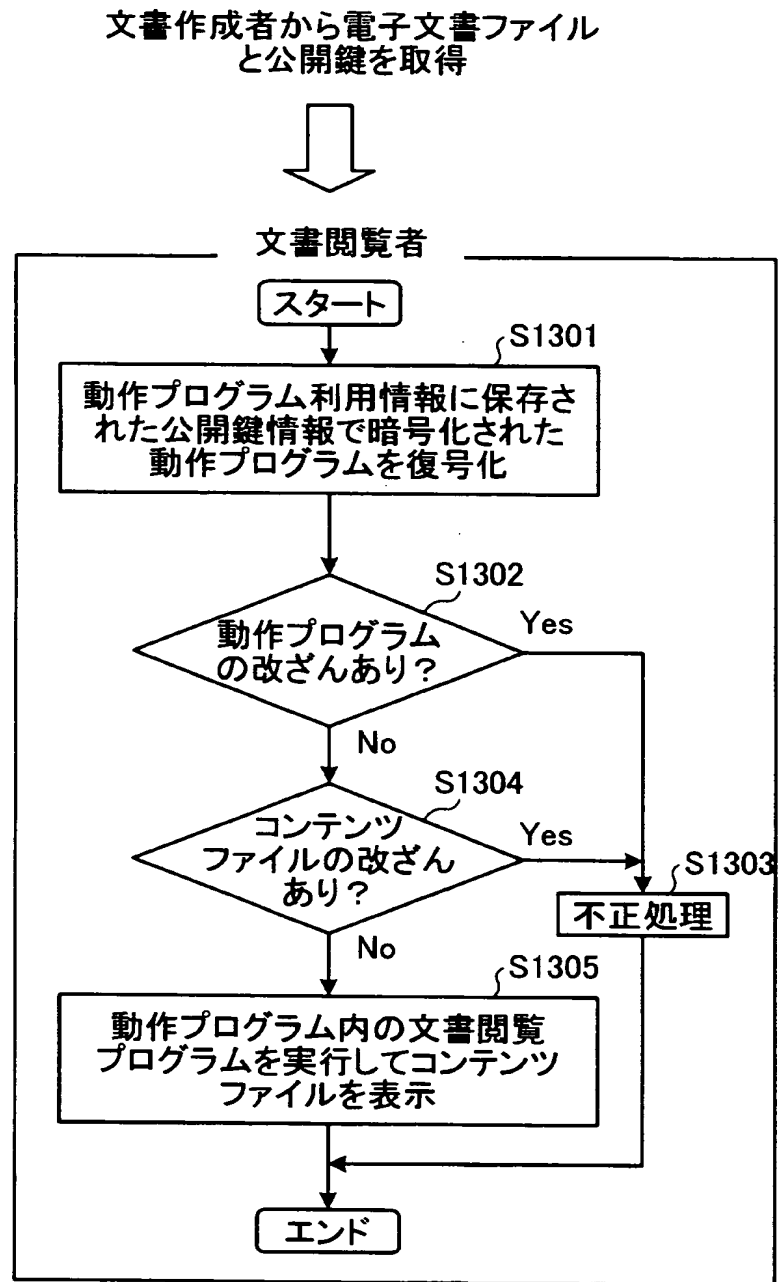 文書作成者から電子文書ファイル
と公開鍵を取得
文書閲覧者
スタート
S1301
動作プログラム利用情報に保存さ
れた公開鍵情報で暗号化された
動作プログラムを復号化
S1302
動作プログラム
の改ざんあり?
Yes
No
S1304
コンテンツ
ファイルの改ざん
あり?
Yes
S1303
不正処理
No
S1305
動作プログラム内の文書閲覧
プログラムを実行してコンテンツ
ファイルを表示
エンド